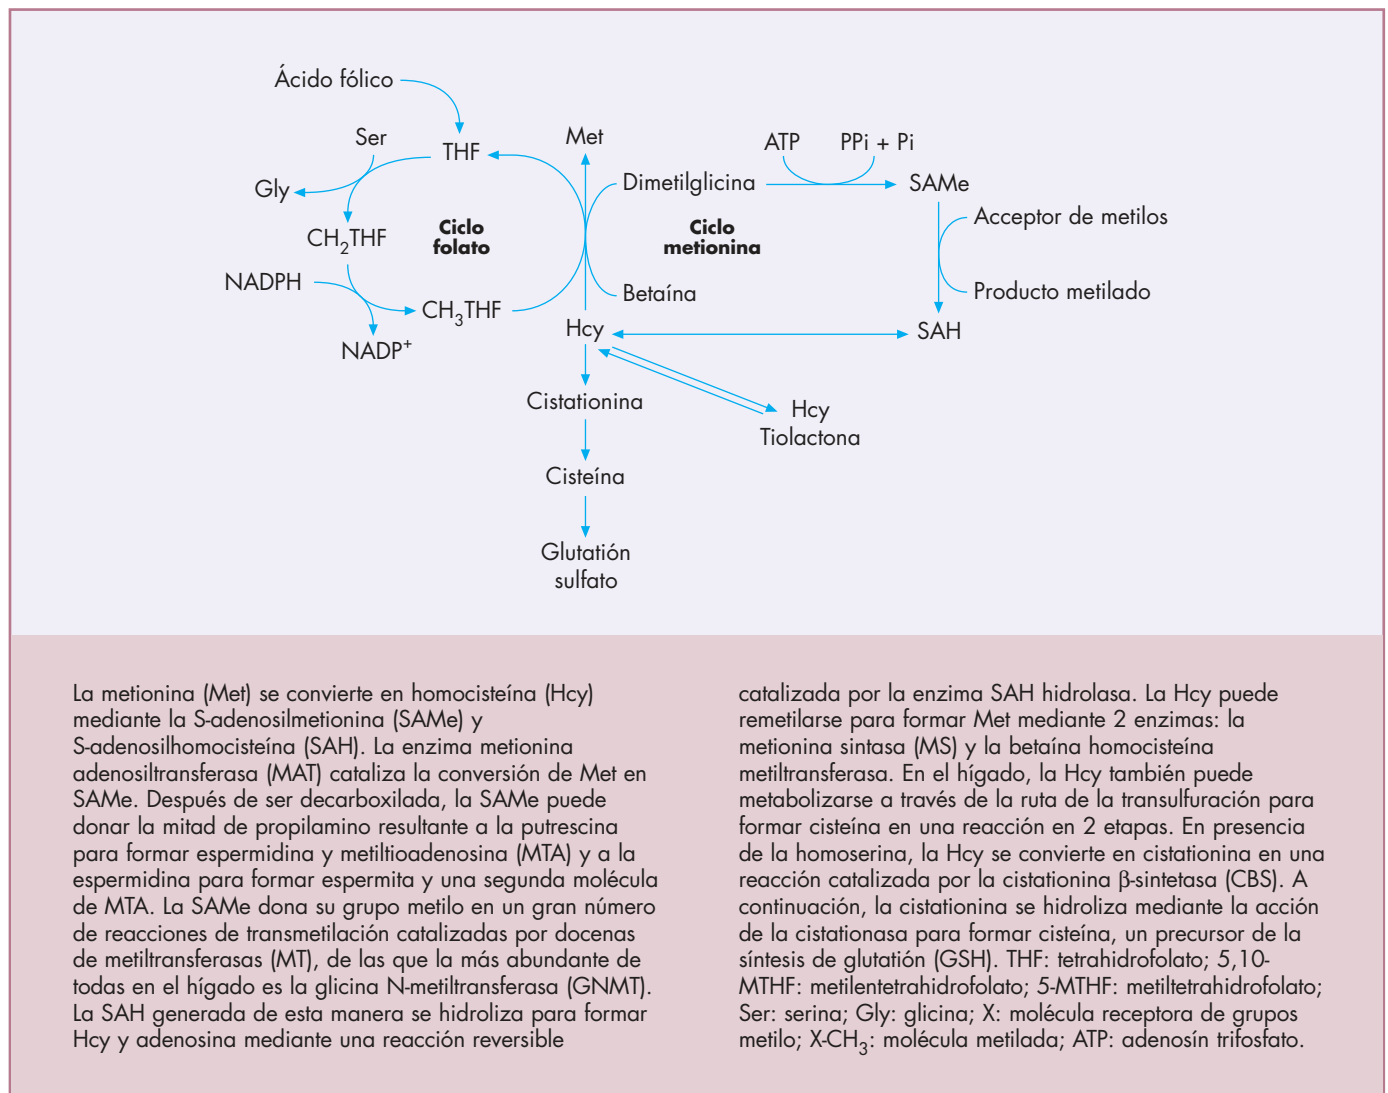 Ácido fólico
Ser
THF
Met
ATP
PPi + Pi
Gly
Dimetilglicina
SAMe
CH2THF
Ciclo
folato
Ciclo
metionina
Acceptor de metilos
NADPH
CH3THF
Betaína
Producto metilado
NADP+
Hcy
SAH
Cistationina
Hcy
Tiolactona
Cisteína
Glutatión
sulfato
La metionina (Met) se convierte en homocisteína (Hcy)
mediante la S-adenosilmetionina (SAMe) y
S-adenosilhomocisteína (SAH). La enzima metionina
adenosiltransferasa (MAT) cataliza la conversión de Met en
SAMe. Después de ser decarboxilada, la SAMe puede
donar la mitad de propilamino resultante a la putrescina
para formar espermidina y metiltioadenosina (MTA) y a la
espermidina para formar espermita y una segunda molécula
de MTA. La SAMe dona su grupo metilo en un gran número
de reacciones de transmetilación catalizadas por docenas
de metiltransferasas (MT), de las que la más abundante de
todas en el hígado es la glicina N-metiltransferasa (GNMT).
La SAH generada de esta manera se hidroliza para formar
Hcy y adenosina mediante una reacción reversible
catalizada por la enzima SAH hidrolasa. La Hcy puede
remetilarse para formar Met mediante 2 enzimas: la
metionina sintasa (MS) y la betaína homocisteína
metiltransferasa. En el hígado, la Hcy también puede
metabolizarse a través de la ruta de la transulfuración para
formar cisteína en una reacción en 2 etapas. En presencia
de la homoserina, la Hcy se convierte en cistationina en una
reacción catalizada por la cistationina β-sintetasa (CBS). A
continuación, la cistationina se hidroliza mediante la acción
de la cistationasa para formar cisteína, un precursor de la
síntesis de glutatión (GSH). THF: tetrahidrofolato; 5,10-
MTHF: metilentetrahidrofolato; 5-MTHF: metiltetrahidrofolato;
Ser: serina; Gly: glicina; X: molécula receptora de grupos
metilo; X-CH3: molécula metilada; ATP: adenosín trifosfato.